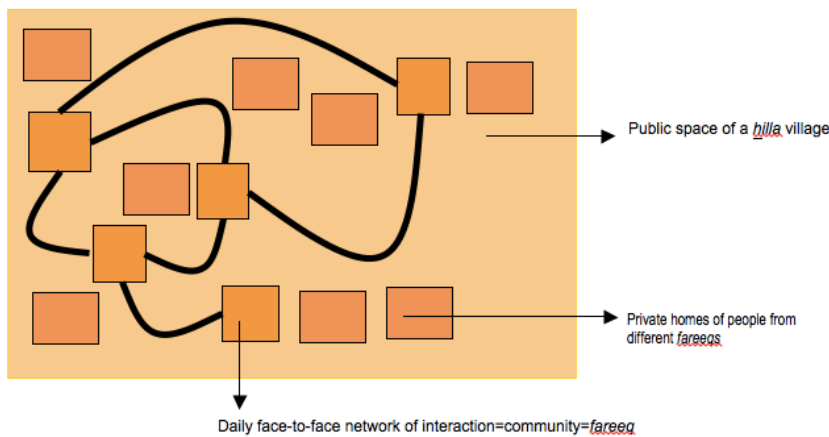 Public space of a hilla village
Private homes of people from
different fareeqs
Daily face-to-face network of interaction=community=fareeq